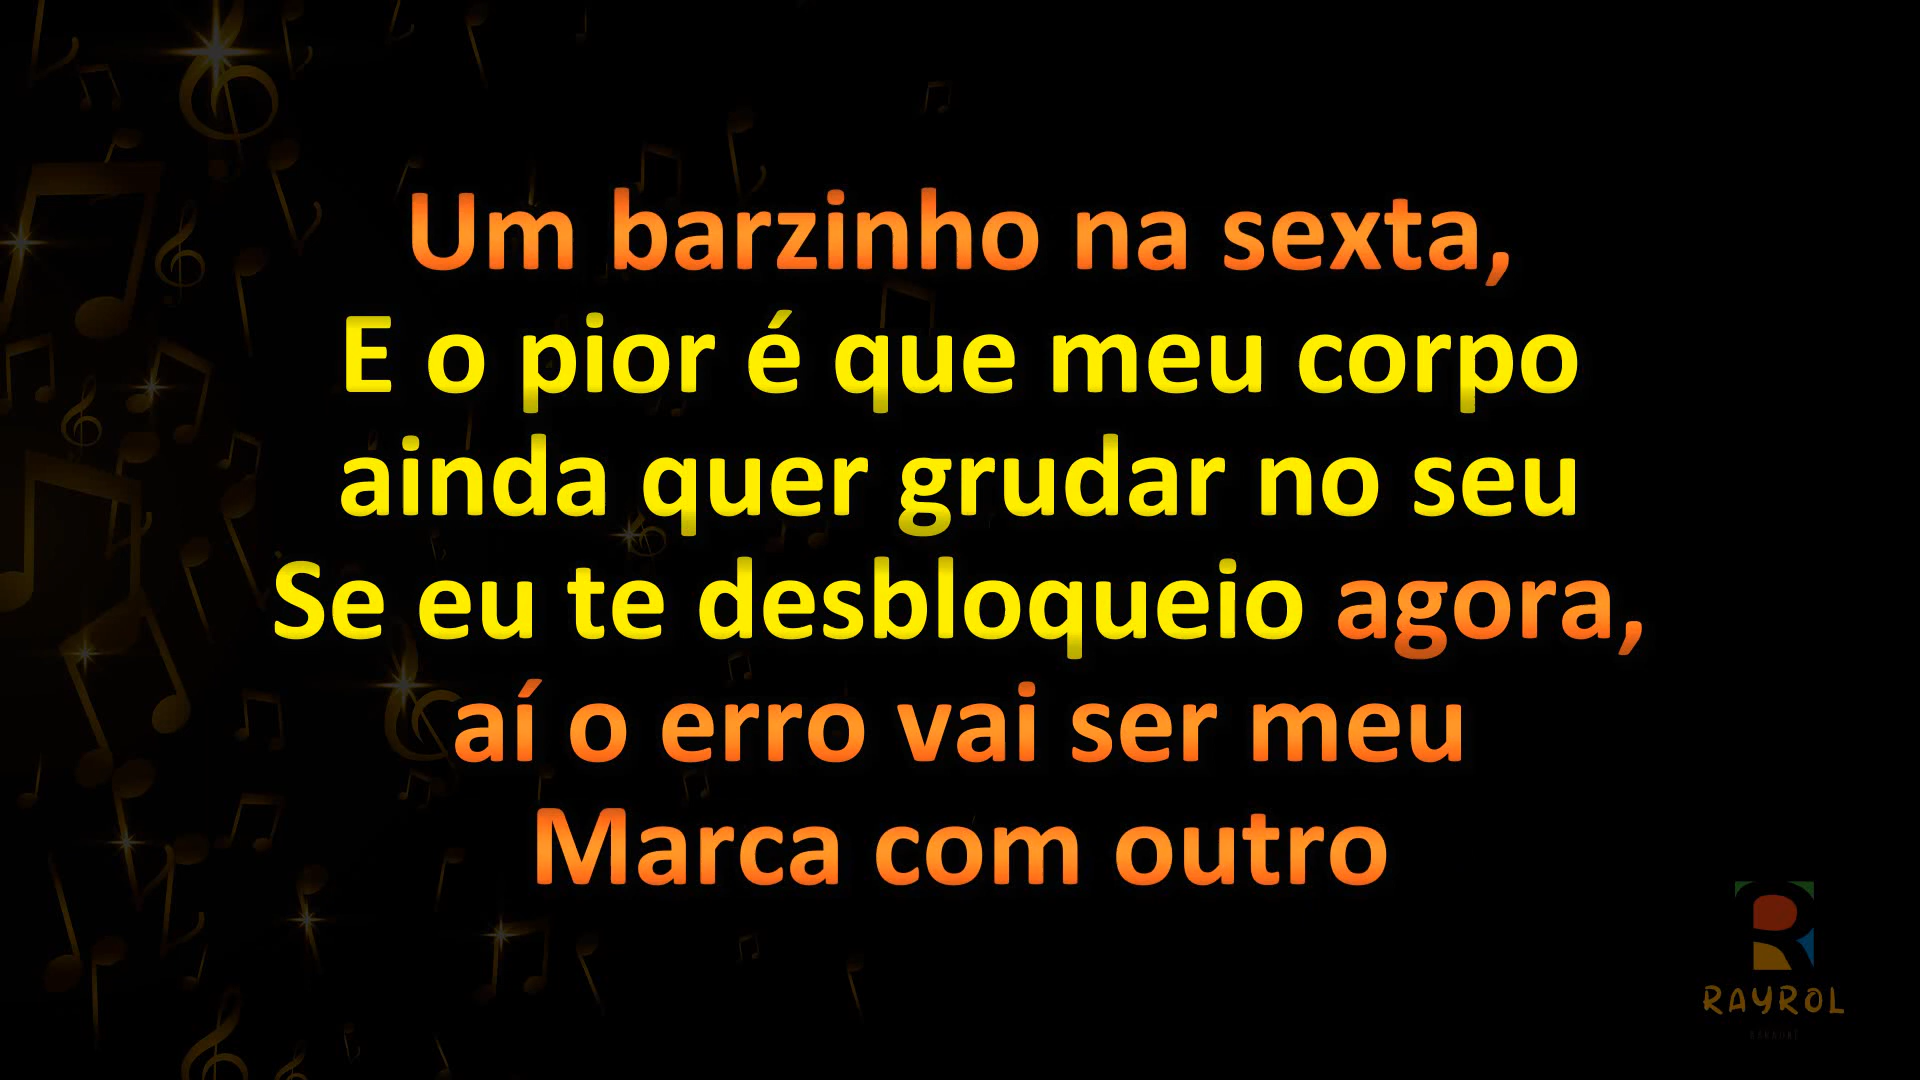 Um barzinho na sexta,
E o pior é que meu corpo
ainda quer grudar no seu
Se eu te desbloqueio agora,
aí o erro vai ser meu
Marca com outro
RAYROL
KARAOKÊ